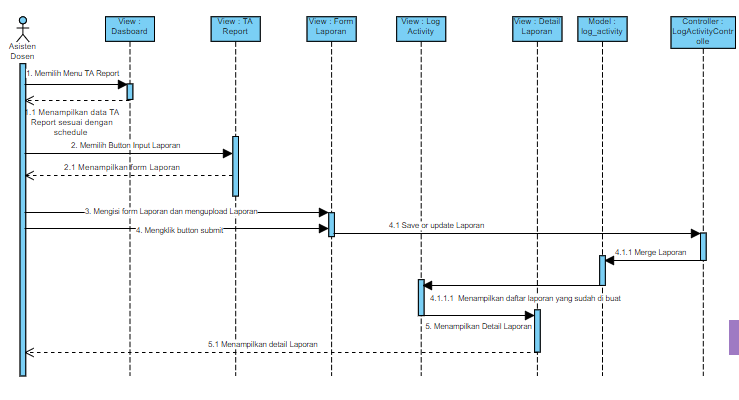 View :
Dasboard
View : TA
Report
View : Form
Laporan
View : Log
Activity
View : Detail
Laporan
Model :
log_activity
Controller :
LogActivityContr
olle
Asisten
Dosen
1. Memilih Menu TA Report
1.1 Menampilkan data TA
Report sesuai dengan
schedule
2. Memilih Button Input Laporan
2.1 Menampilkan form Laporan
3. Mengisi form Laporan dan mengupload Laporan
4. Mengklik button submit
4.1 Save or update Laporan
4.1.1 Merge Laporan
4.1.1.1 Menampilkan daftar laporan yang sudah di buat
5. Menampilkan Detail Laporan
5.1 Menampilkan detail Laporan